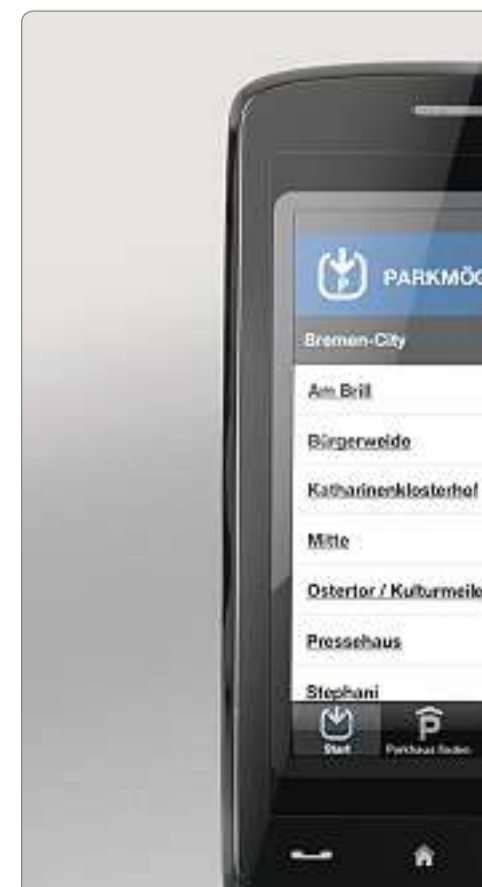 P
PARKMÖG
Bremen-City
Am Brill
Bürgerweide
Katharinenklosterhof
Mitte
Ostertor / Kulturmeile
Pressehaus
Stephani
P
Start
Parkhaus finden